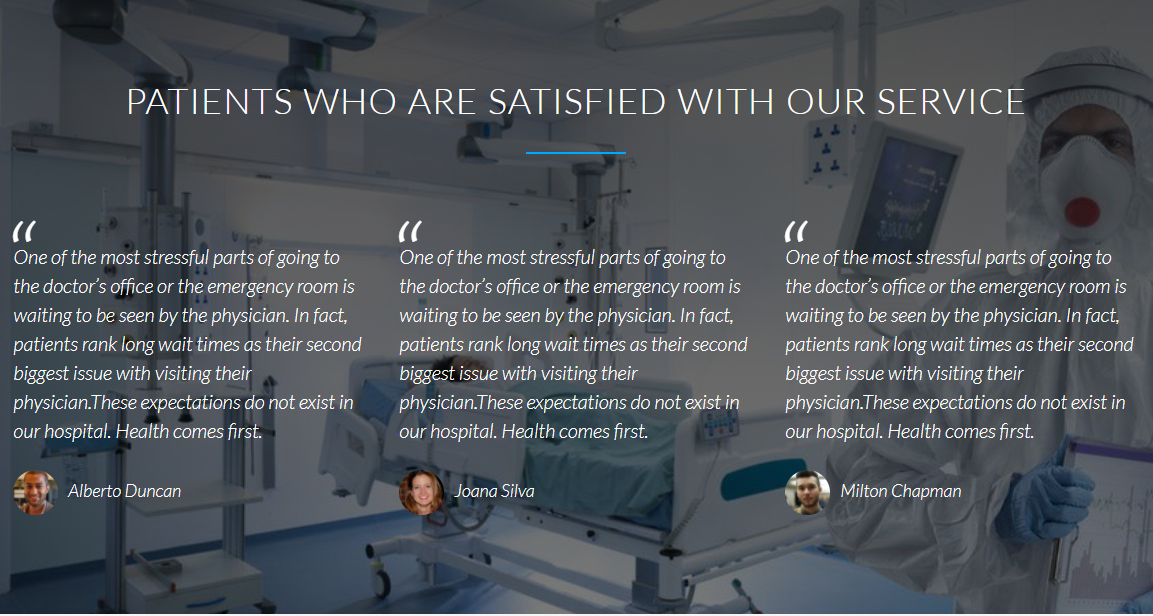 PATIENTS WHO ARE SATISFIED WITH OUR SERVICE
“
One of the most stressful parts of going to
the doctor’s office or the emergency room is
waiting to be seen by the physician. In fact,
patients rank long wait times as their second
biggest issue with visiting their
physician.These expectations do not exist in
our hospital. Health comes first.
Alberto Duncan
“
One of the most stressful parts of going to
the doctor’s office or the emergency room is
waiting to be seen by the physician. In fact,
patients rank long wait times as their second
biggest issue with visiting their
physician.These expectations do not exist in
our hospital. Health comes first.
Joana Silva
“
One of the most stressful parts of going to
the doctor’s office or the emergency room is
waiting to be seen by the physician. In fact,
patients rank long wait times as their second
biggest issue with visiting their
physician.These expectations do not exist in
our hospital. Health comes first.
Milton Chapman